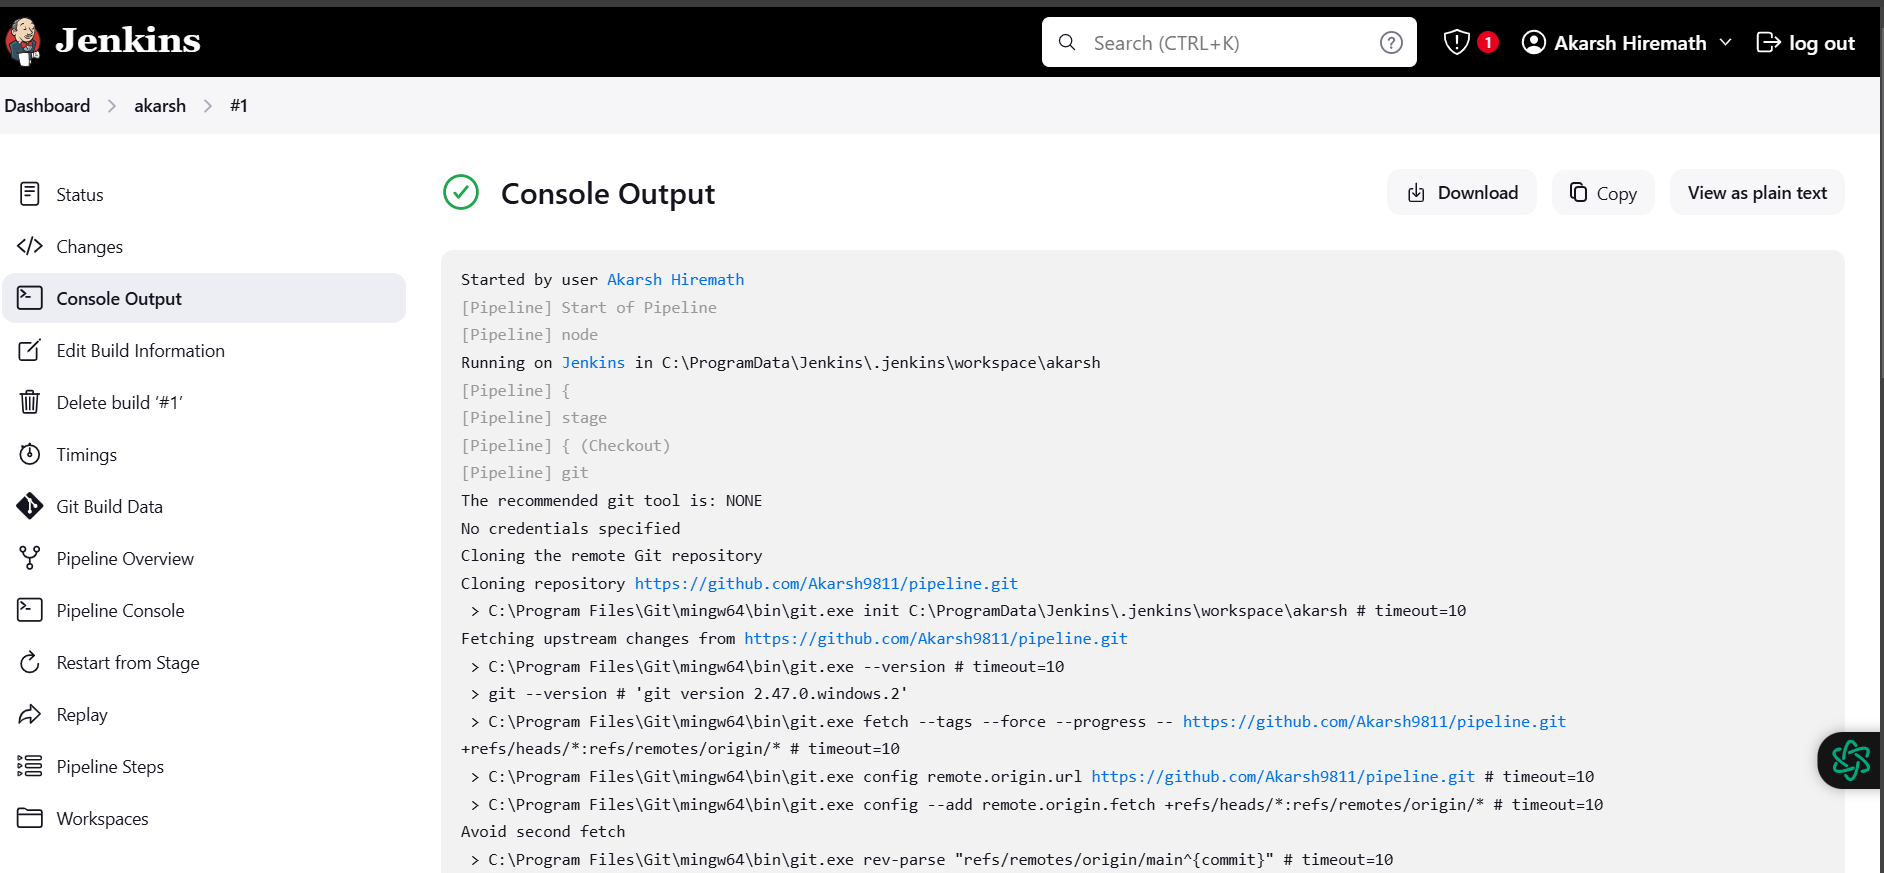 Jenkins
Search (CTRL+K)
1
Akarsh Hiremath
log out
Dashboard
akarsh
#1
Status
Changes
Console Output
Edit Build Information
Delete build ‘#1’
Timings
Git Build Data
Pipeline Overview
Pipeline Console
Restart from Stage
Replay
Pipeline Steps
Workspaces
Console Output
Download
Copy
View as plain text
Started by user Akarsh Hiremath
[Pipeline] Start of Pipeline
[Pipeline] node
Running on Jenkins in C:\ProgramData\Jenkins\.jenkins\workspace\akarsh
[Pipeline] {
[Pipeline] stage
[Pipeline] { (Checkout)
[Pipeline] git
The recommended git tool is: NONE
No credentials specified
Cloning the remote Git repository
Cloning repository https://github.com/Akarsh9811/pipeline.git
> C:\Program Files\Git\mingw64\bin\git.exe init C:\ProgramData\Jenkins\.jenkins\workspace\akarsh # timeout=10
Fetching upstream changes from https://github.com/Akarsh9811/pipeline.git
> C:\Program Files\Git\mingw64\bin\git.exe --version # timeout=10
> git --version # 'git version 2.47.0.windows.2'
> C:\Program Files\Git\mingw64\bin\git.exe fetch --tags --force --progress -- https://github.com/Akarsh9811/pipeline.git
+refs/heads/*:refs/remotes/origin/* # timeout=10
> C:\Program Files\Git\mingw64\bin\git.exe config remote.origin.url https://github.com/Akarsh9811/pipeline.git # timeout=10
> C:\Program Files\Git\mingw64\bin\git.exe config --add remote.origin.fetch +refs/heads/*:refs/remotes/origin/* # timeout=10
Avoid second fetch
> C:\Program Files\Git\mingw64\bin\git.exe rev-parse "refs/remotes/origin/main^{commit}" # timeout=10